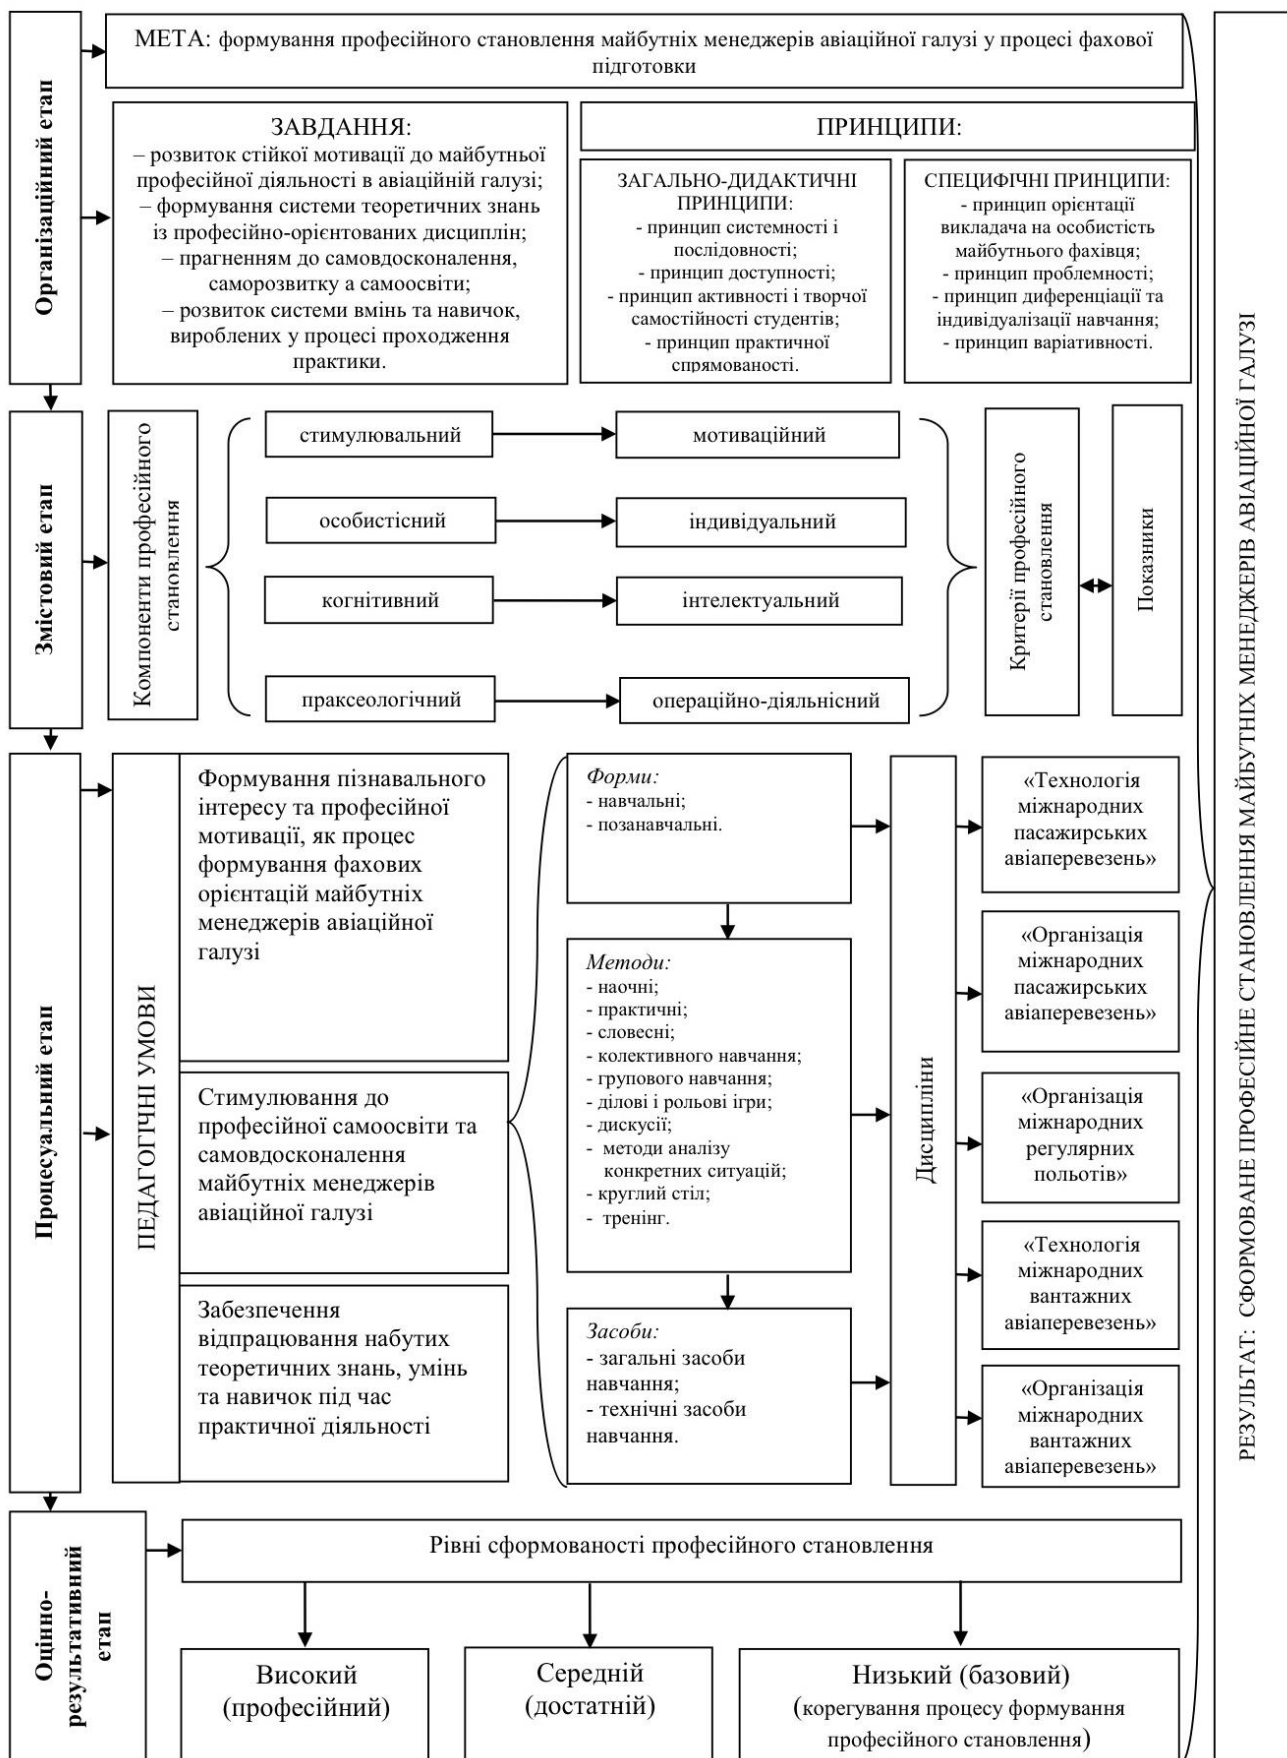 Організаційний етап
МЕТА: формування професійного становлення майбутніх менеджерів авіаційної галузі у процесі фахової
підготовки
ЗАВДАННЯ:
– розвиток стійкої мотивації до майбутньої
професійної діяльності в авіаційній галузі;
– формування системи теоретичних знань
із професійно-орієнтованих дисциплін;
– прагненням до самовдосконалення,
саморозвитку а самоосвіти;
– розвиток системи вмінь та навичок,
вироблених у процесі проходження
практики.
ПРИНЦИПИ:
ЗАГАЛЬНО-ДИДАКТИЧНІ
ПРИНЦИПИ:
- принцип системності і
послідовності;
- принцип доступності;
- принцип активності і творчої
самостійності студентів;
- принцип практичної
спрямованості.
СПЕЦИФІЧНІ ПРИНЦИПИ:
- принцип орієнтації
викладача на особистість
майбутнього фахівця;
- принцип проблемності;
- принцип диференціації та
індивідуалізації навчання;
- принцип варіативності.
Змістовий етап
Компоненти професійного
становлення
стимулювальний
мотиваційний
особистісний
індивідуальний
когнітивний
інтелектуальний
праксеологічний
операційно-діяльнісний
Критерії професійного
становлення
Показники
Процесуальний етап
ПЕДАГОГІЧНІ УМОВИ
Формування пізнавального
інтересу та професійної
мотивації, як процес
формування фахових
орієнтацій майбутніх
менеджерів авіаційної
галузі
Стимулювання до
професійної самоосвіти та
самовдосконалення
майбутніх менеджерів
авіаційної галузі
Забезпечення
відпрацювання набутих
теоретичних знань, умінь
та навичок під час
практичної діяльності
Форми:
- навчальні;
- позанавчальні.
Методи:
- наочні;
- практичні;
- словесні;
- колективного навчання;
- групового навчання;
- ділові і рольові ігри;
- дискусії;
- методи аналізу
конкретних ситуацій;
- круглий стіл;
- тренінг.
Засоби:
- загальні засоби
навчання;
- технічні засоби
навчання.
Дисципліни
«Технологія
міжнародних
пасажирських
авіаперевезень»
«Організація
міжнародних
пасажирських
авіаперевезень»
«Організація
міжнародних
регулярних
польотів»
«Технологія
міжнародних
вантажних
авіаперевезень»
«Організація
міжнародних
вантажних
авіаперевезень»
Оцінно-
результативний
етап
Рівні сформованості професійного становлення
Високий
(професійний)
Середній
(достатній)
Низький (базовий)
(корегування процесу формування
професійного становлення)
РЕЗУЛЬТАТ: СФОРМОВАНЕ ПРОФЕСІЙНЕ СТАНОВЛЕННЯ МАЙБУТНІХ МЕНЕДЖЕРІВ АВІАЦІЙНОЇ ГАЛУЗІ